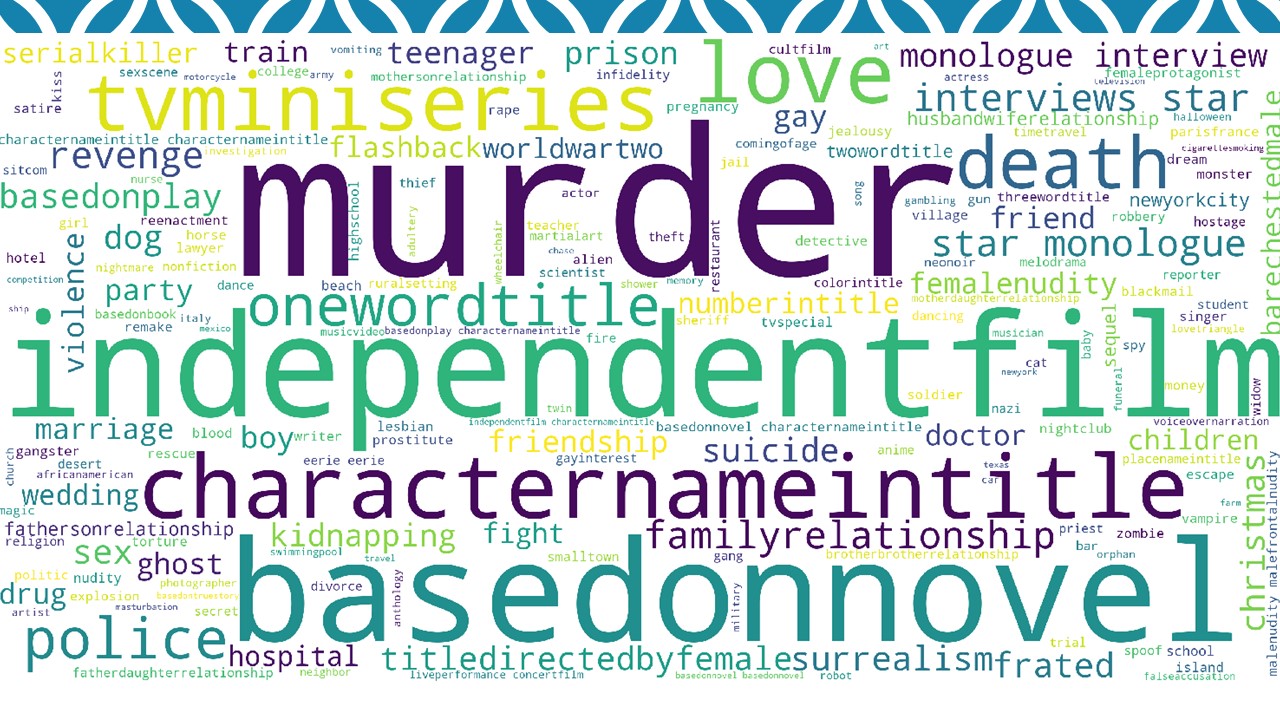 serialkiller train vomiting teenager prison love cultfilm art monologue interview
sexscene motorcycle college army mothersonrelationship infidelity actress television femaleprotagonist
kiss satire tvminiseries rape pregnancy gay interviews star husbandwiferelationship halloween
characternameintitle characternameintitle flashback worldwartwo comingofage jealousy timetravel parisfrance
revenge investigation jail twowordtitle death cigarettesmoking dream barechestedmale
sitcom nurse murder thief actor song monster
basedonplay highschool adultery gambling gun threewordtitle newyorkcity
girl reenactment teacher village friend robbery hostage
dog horse lawyer wheelchair martialart theft restaurant detective star monologue
hotel violence nightmare nonfiction chase alien scientist memory neonoir melodrama reporter
competition party dance beach ruralsetting shower colorintitle femalenudity blackmail
ship basedonbook italy onewordtitle numberintitle motherdaughterrelationship student
remake mexico musicvideo basedonplay characternameintitle sheriff tvspecial dancing singer
independentfilm fire musician baby sequel lovetriangle spy
cat newyork funeral money widow
twin soldier nazi
marriage blood boy writer lesbian independentfilm characternameintitle basedonnovel characternameintitle doctor nightclub voiceovernarration
church gangster rescue prostitute friendship suicide anime children
desert eerie eerie gayinterest texas placenameintitle
africanamerican characternameintitle car escape
wedding farm christmas
magic vampire
fathersonrelationship kidnapping fight familyrelationship priest zombie
religion sex torture swimmingpool travel smalltown gang brotherbrotherrelationship bar orphan
ghost basedonnovel malenudity malefrontalnudity
politic nudity photographer divorce anthology military
drug explosion masturbation basedontruestory
artist secret
police trial spoof school
hospital titledirectedbyfemale surrealism frated island
fatherdaughterrelationship neighbor liveperformance concertfilm basedonnovel basedonnovel robot falseaccusation